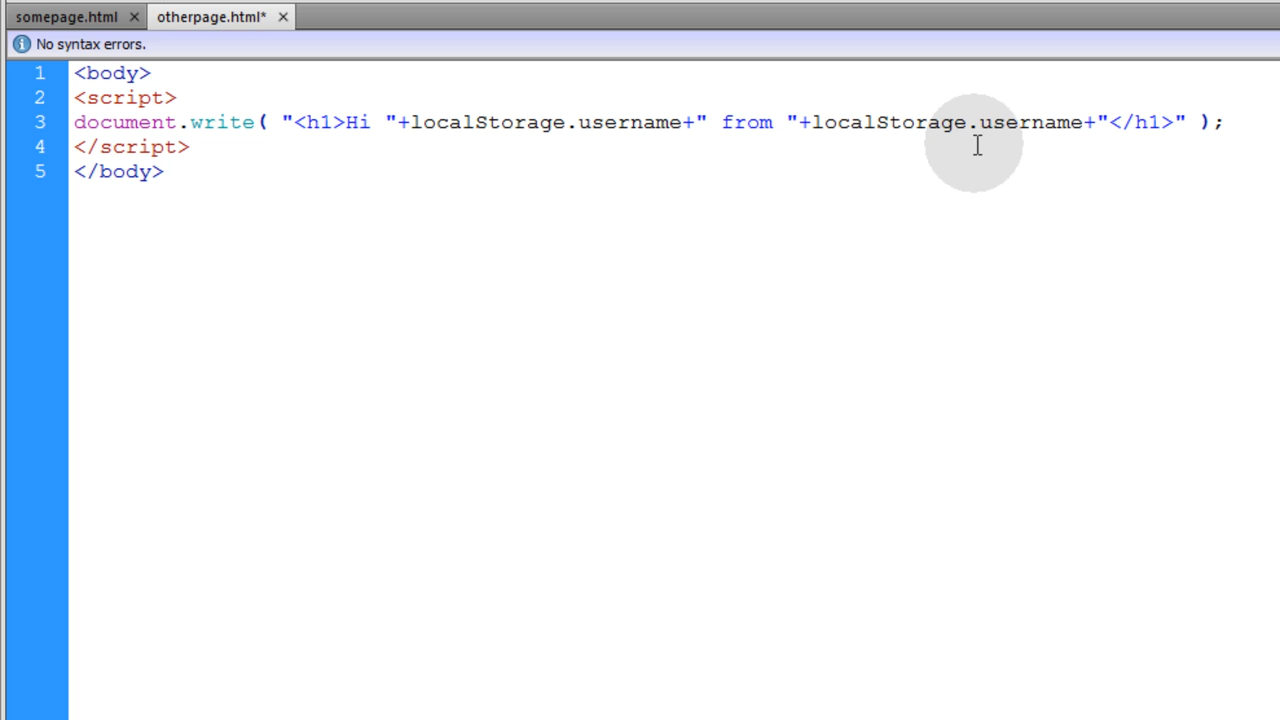 somepage.html × otherpage.html* ×
No syntax errors.
1 <body>
2 <script>
3 document.write( "<h1>Hi "+localStorage.username+" from "+localStorage.username+"</h1>" );
4 </script>
5 </body>